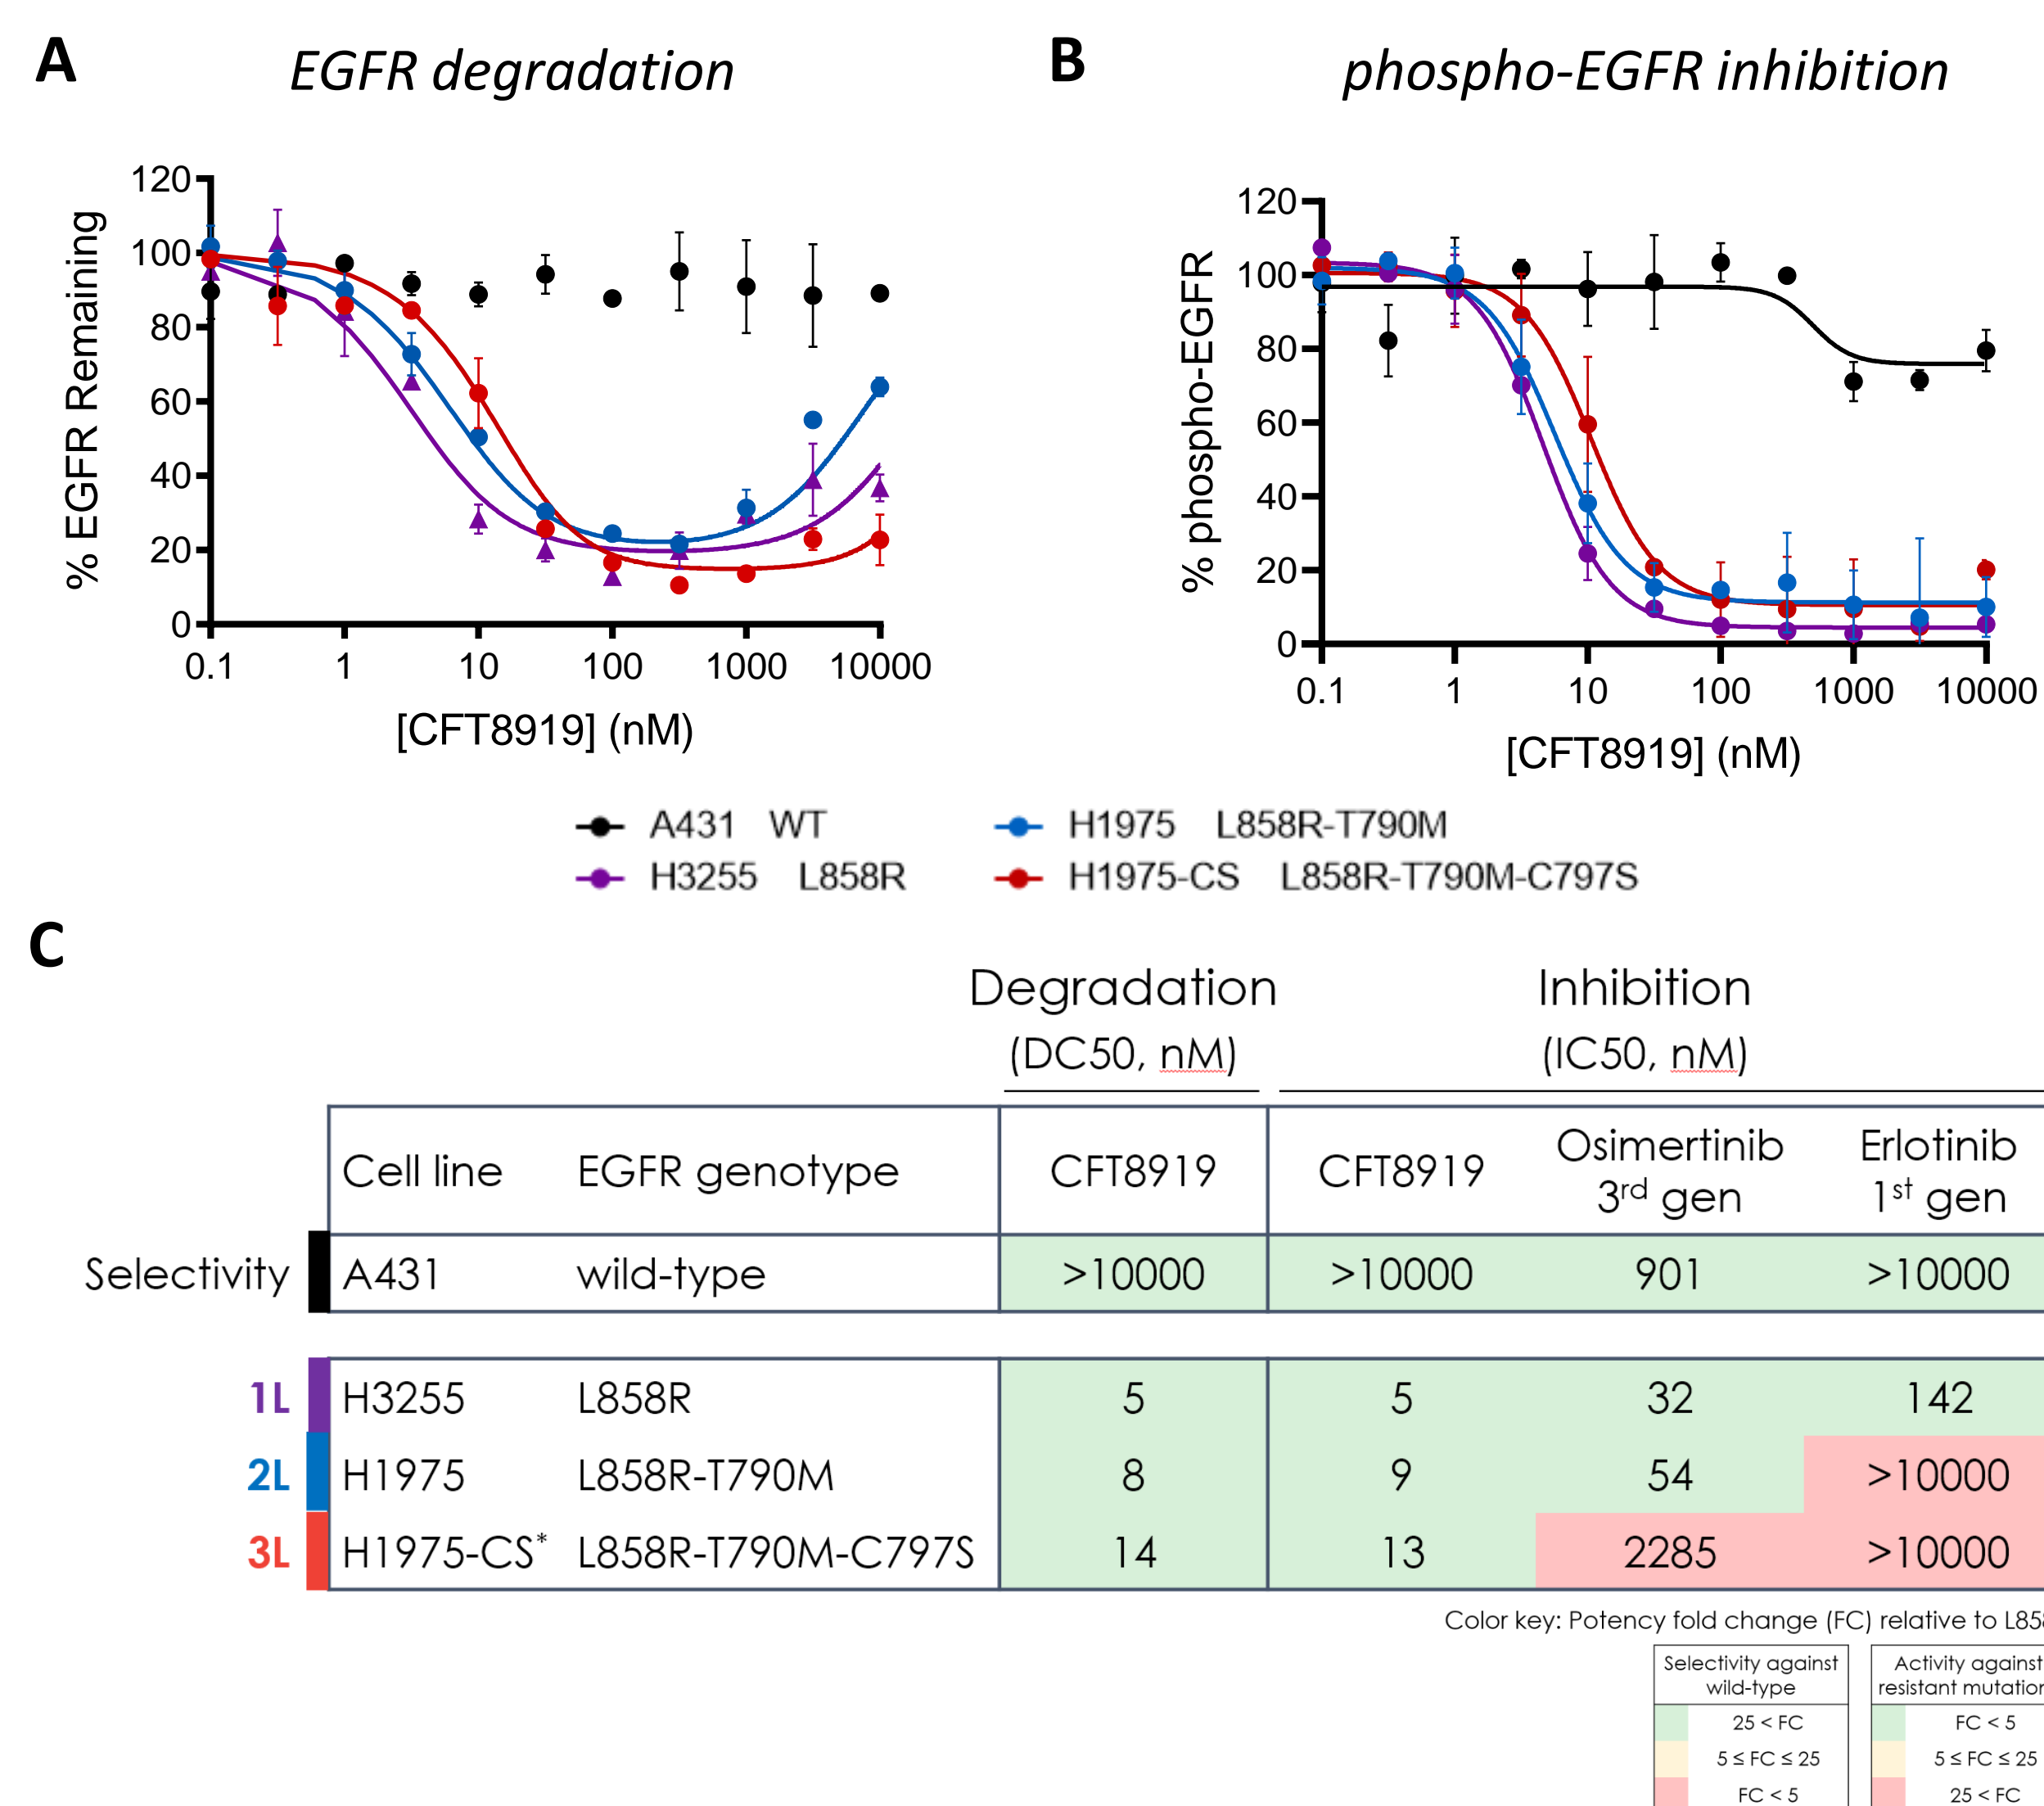 A
EGFR degradation
% EGFR Remaining
120
100
80
60
40
20
0
0.1 1 10 100 1000 10000
[CFT8919] (nM)
B
phospho-EGFR inhibition
% phospho-EGFR
120
100
80
60
40
20
0
0.1 1 10 100 1000 10000
[CFT8919] (nM)
A431 WT
H1975 L858R-T790M
H3255 L858R
H1975-CS L858R-T790M-C797S
C
Degradation Inhibition
(DC50, nM) (IC50, nM)
Cell line EGFR genotype CFT8919 CFT8919 Osimertinib 3rd gen Erlotinib 1st gen
Selectivity A431 wild-type >10000 >10000 901 >10000
1L H3255 L858R 5 5 32 142
2L H1975 L858R-T790M 8 9 54 >10000
3L H1975-CS* L858R-T790M-C797S 14 13 2285 >10000
Color key: Potency fold change (FC) relative to
Selectivity against
wild-type
25 < FC
5 ≤ FC ≤ 25
FC < 5
Activity against
resistant mutation
FC < 5
5 ≤ FC ≤ 25
25 < FC